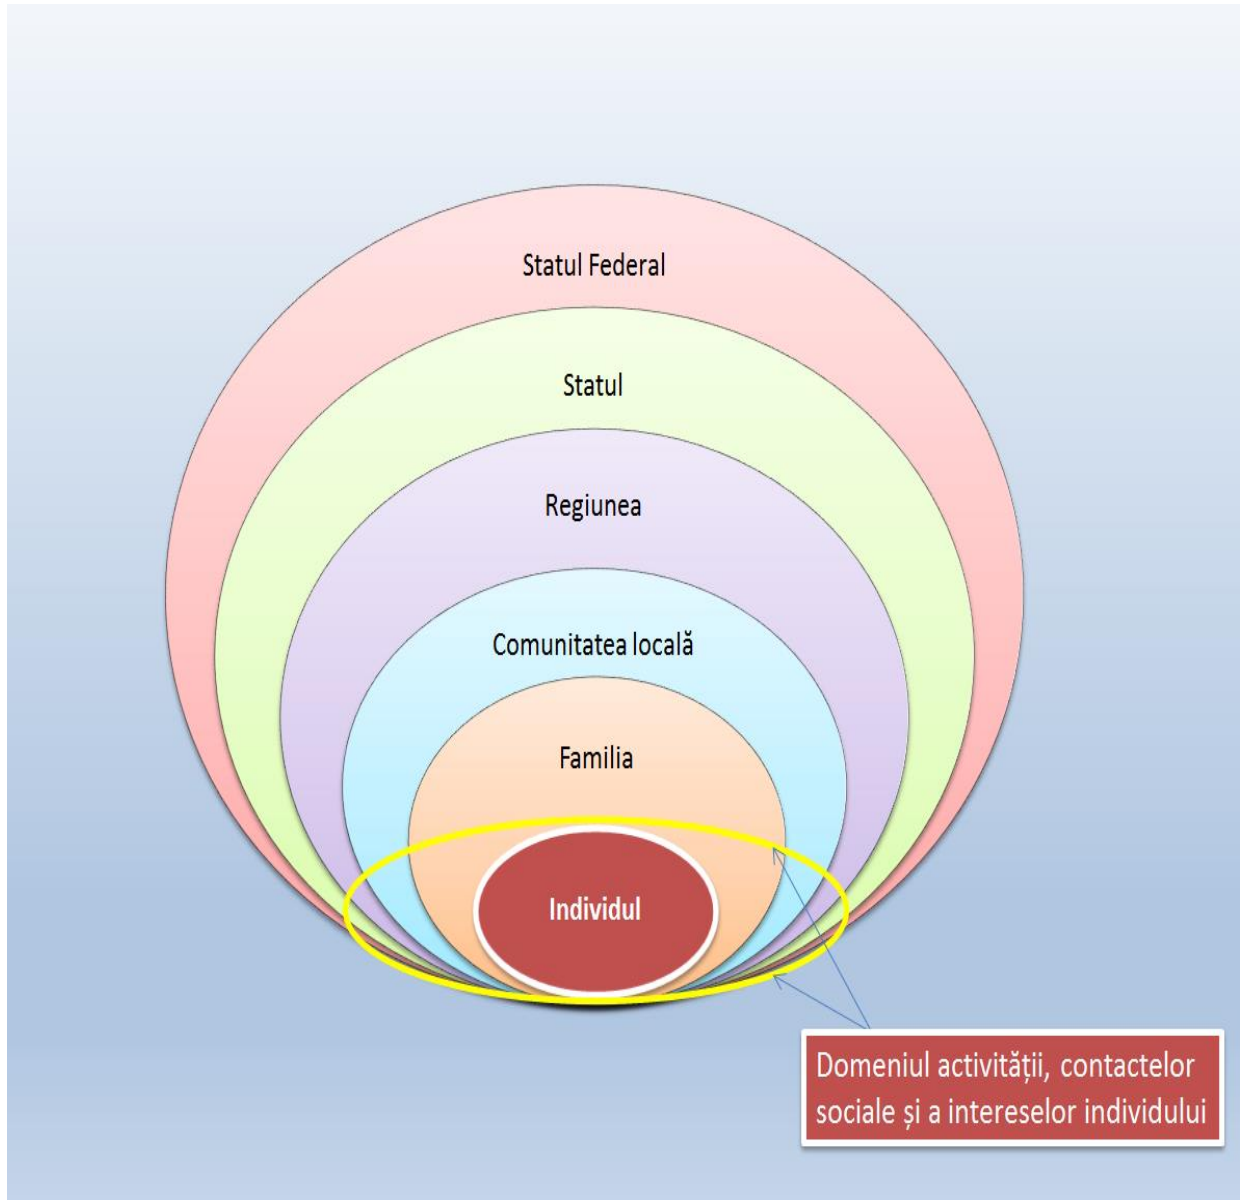 Statul Federal
Statul
Regiunea
Comunitatea locală
Familia
Individul
Domeniul activității, contactelor
sociale și a intereselor individului